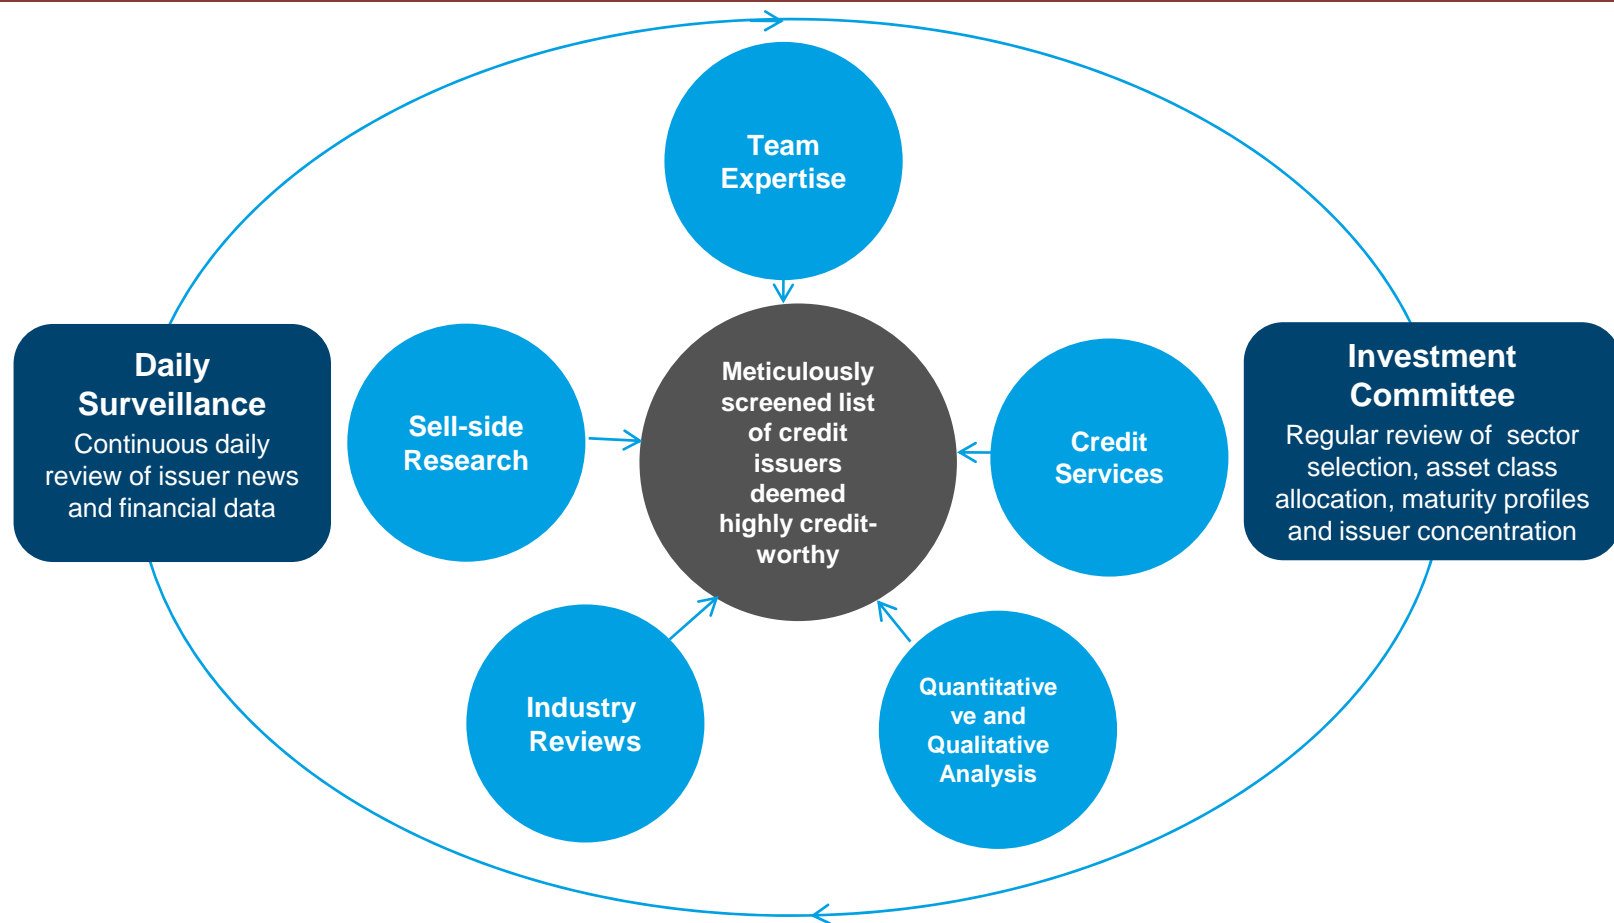 Team
Expertise
Daily
Surveillance
Continuous daily
review of issuer news
and financial data
Sell-side
Research
Meticulously
screened list
of credit
issuers
deemed
highly credit-
worthy
Credit
Services
Investment
Committee
Regular review of  sector
selection, asset class
allocation, maturity profiles
and issuer concentration
Industry
Reviews
Quantitative
ve and
Qualitative
Analysis